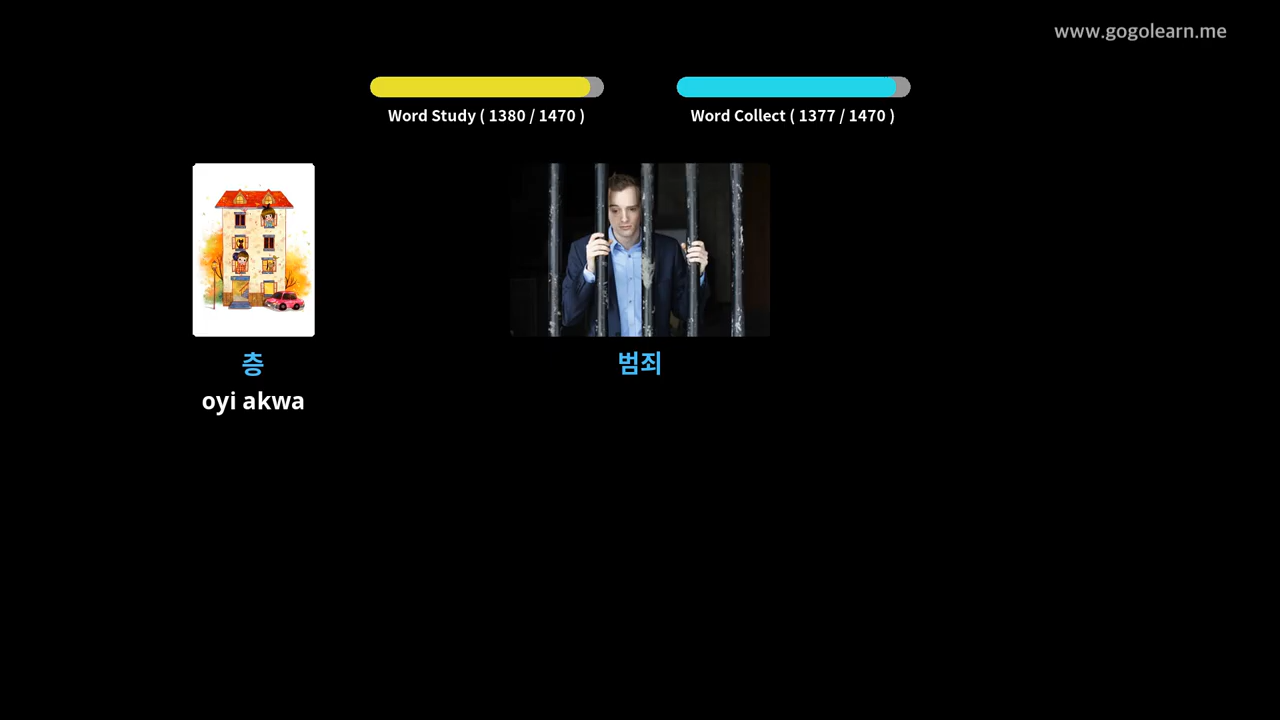 www.gogolearn.me
Word Study ( 1380 / 1470 )
Word Collect ( 1377 / 1470 )
층
oyi akwa
범죄